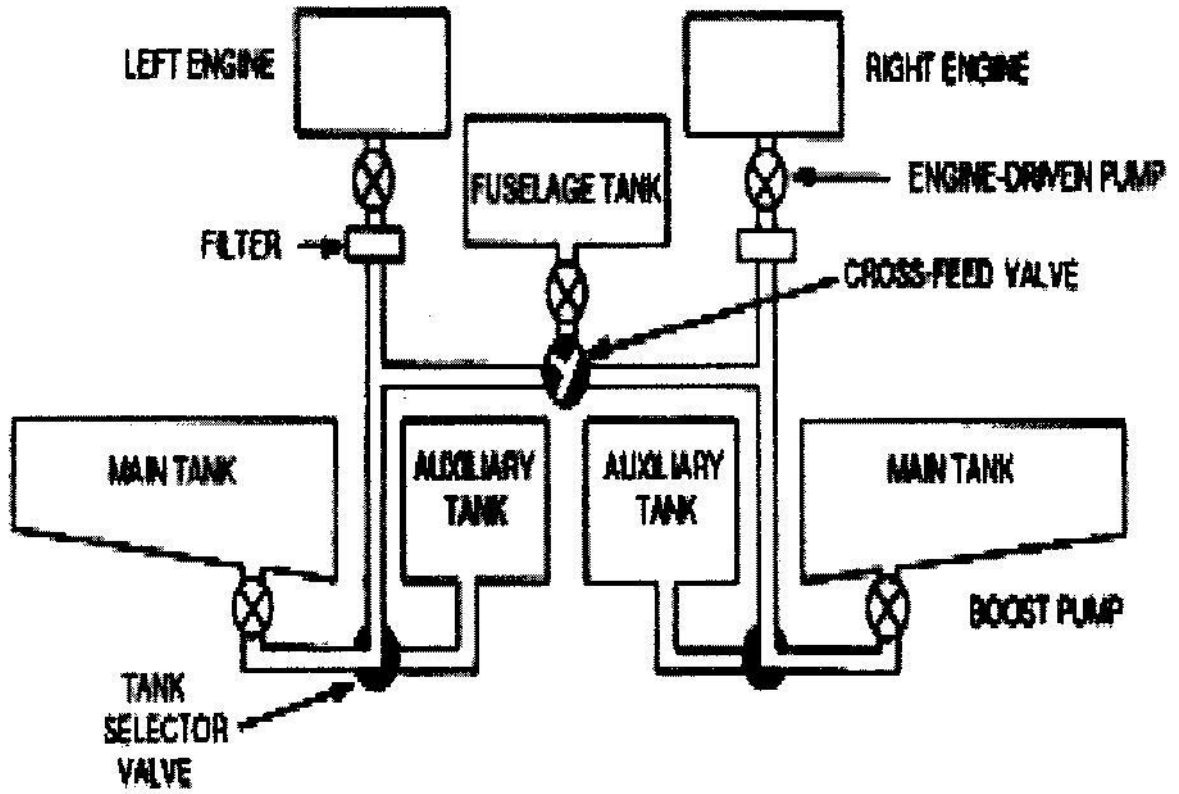 LEFT ENGINE
RIGHT ENGINE
FUSELAGE TANK
ENGINE-DRIVEN PUMP
FILTER
CROSS-FEED VALVE
MAIN TANK
AUXILIARY
TANK
AUXILIARY
TANK
MAIN TANK
BOOST PUMP
TANK
SELECTOR
VALVE